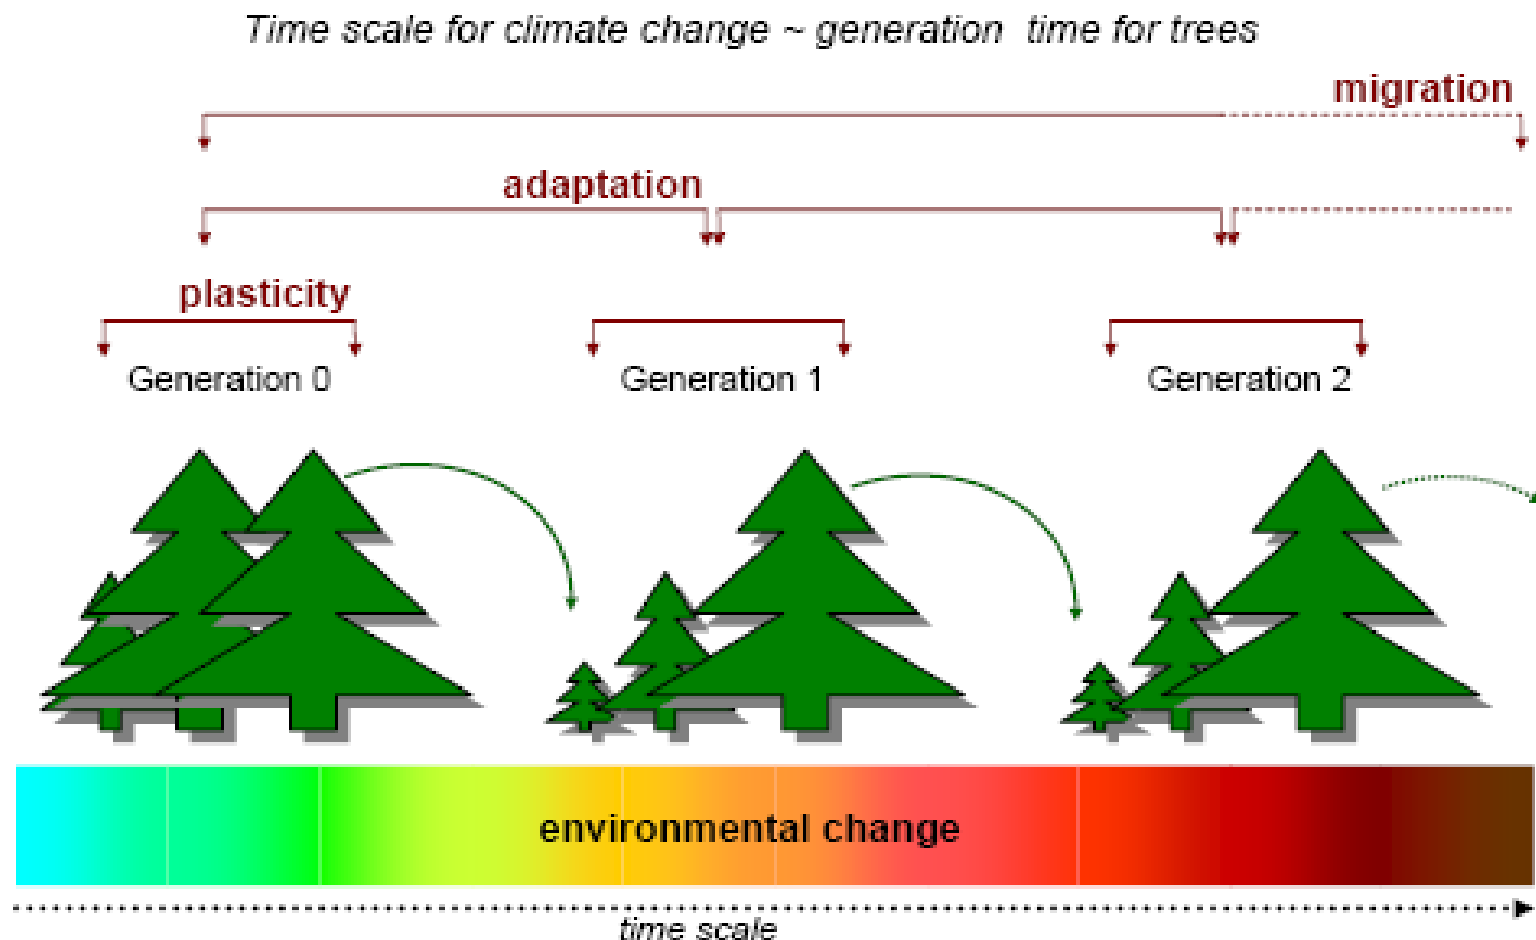 Time scale for climate change ~ generation time for trees
migration
adaptation
plasticity
Generation 0
Generation 1
Generation 2
environmental change
time scale